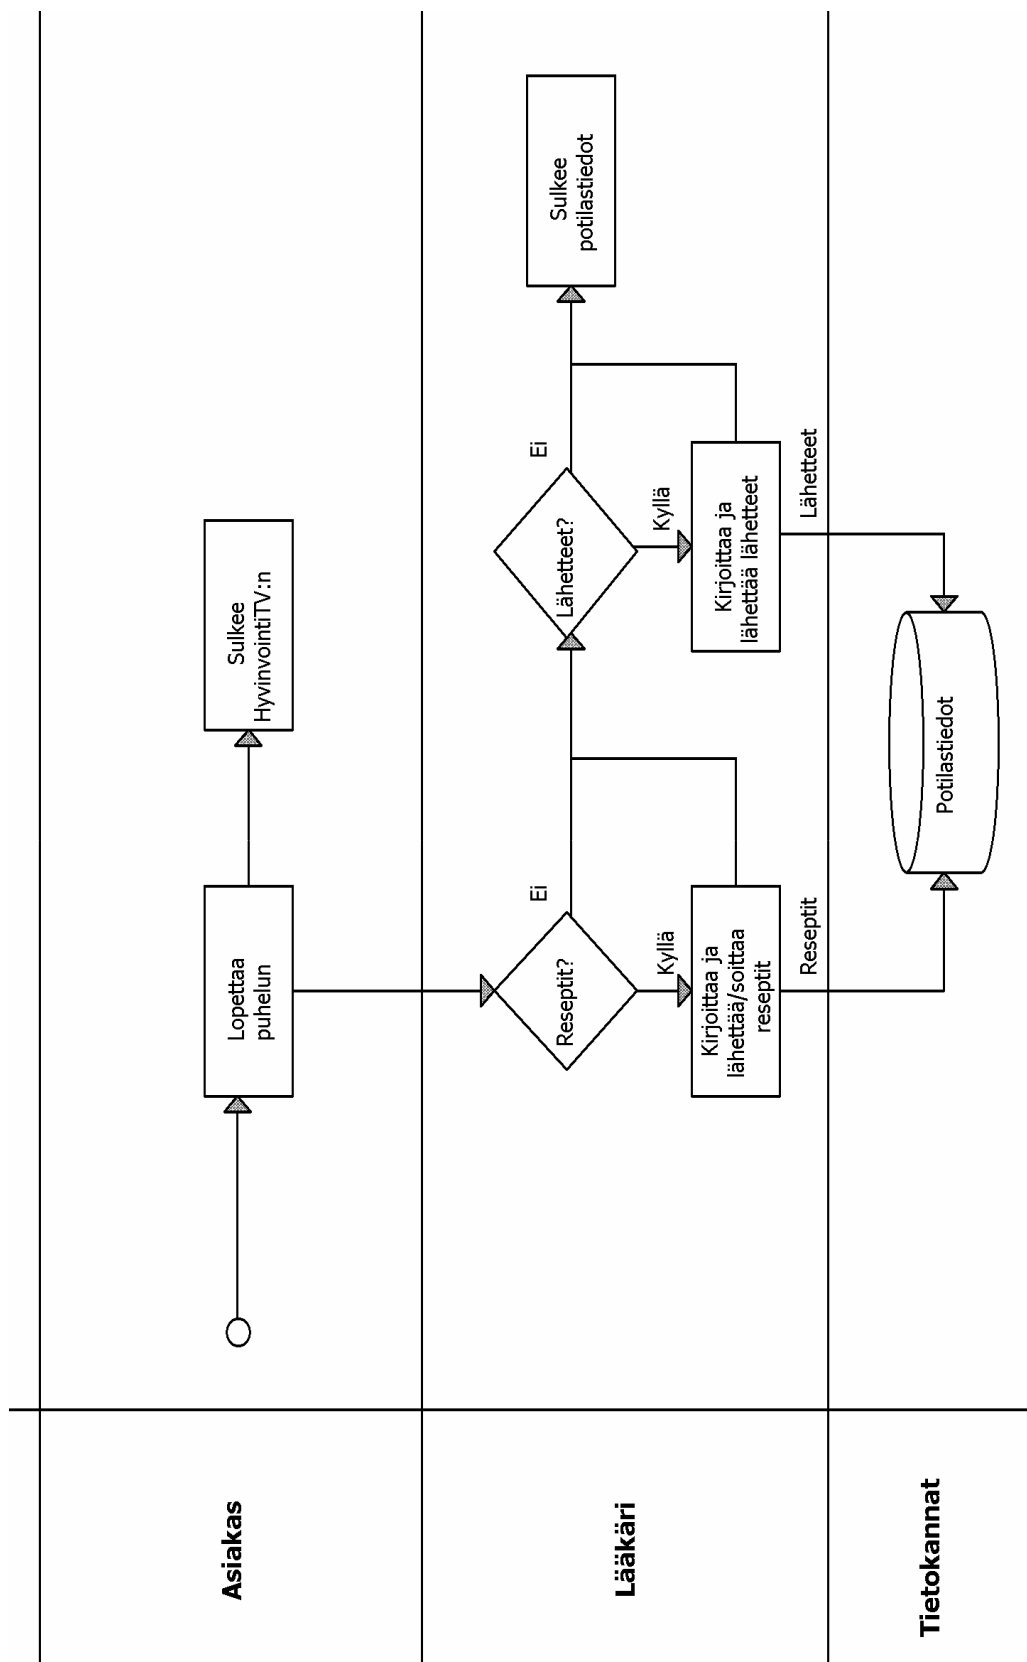 Asiakas
Lopettaa
puhelun
Sulkee
HyvinvointiTV:n
Lääkäri
Reseptit?
Ei
Kyllä
Kirjoittaa ja
lähettää/soittaa
reseptit
Lähetteet?
Ei
Kyllä
Kirjoittaa ja
lähettää lähetteet
Sulkee
potilastiedot
Reseptit
Lähetteet
Tietokannat
Potilastiedot